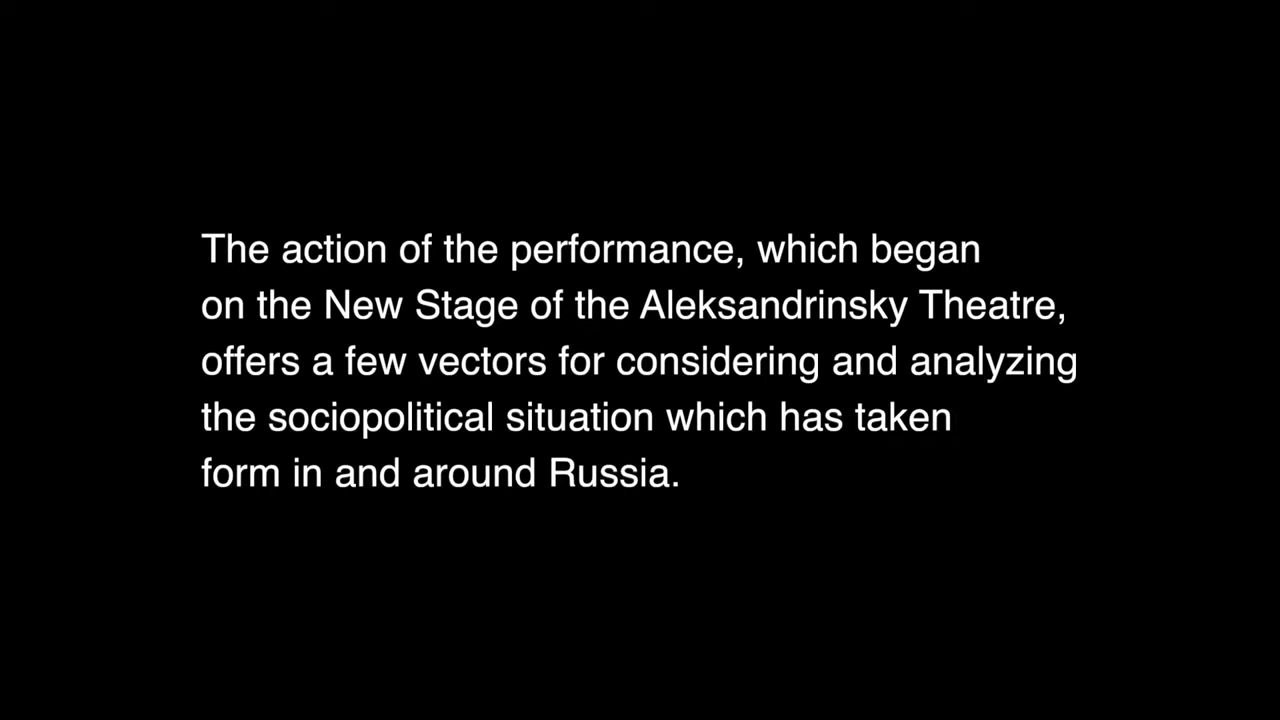 The action of the performance, which began
on the New Stage of the Aleksandrinsky Theatre,
offers a few vectors for considering and analyzing
the sociopolitical situation which has taken
form in and around Russia.